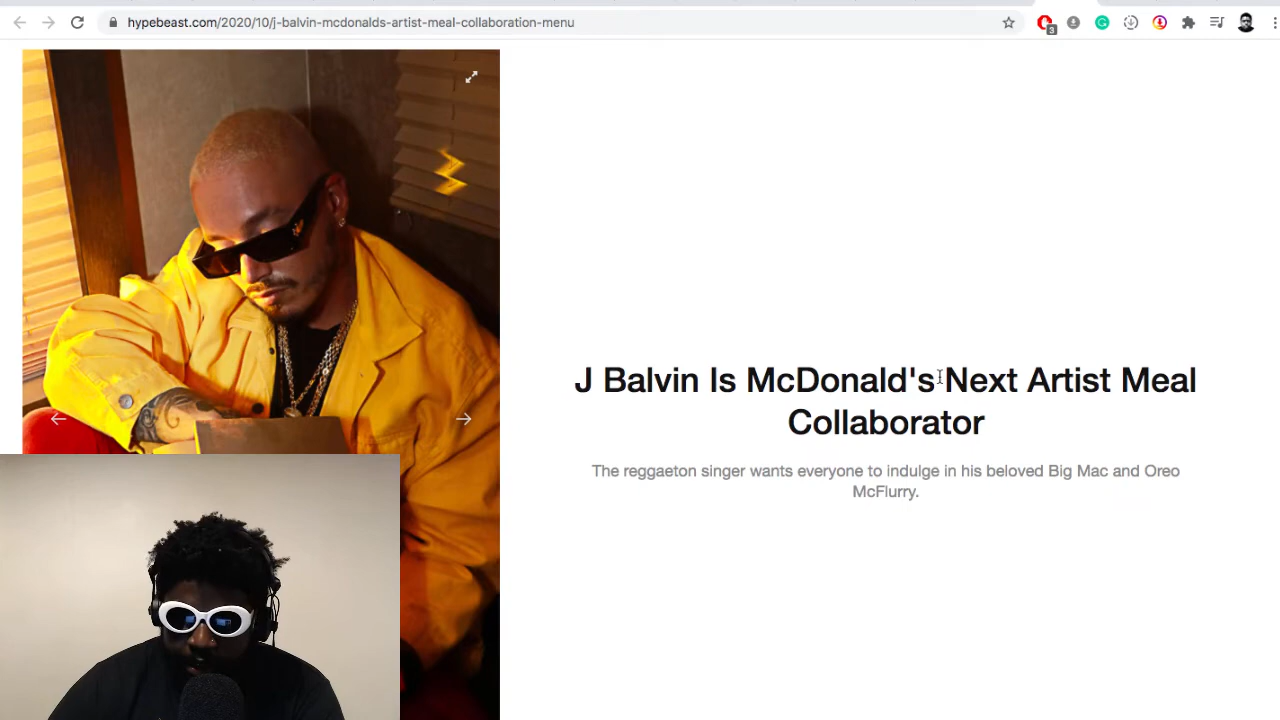 hypebeast.com/2020/10/j-balvin-mcdonalds-artist-meal-collaboration-menu
3
J Balvin Is McDonald's Next Artist Meal
Collaborator
The reggaeton singer wants everyone to indulge in his beloved Big Mac and Oreo
McFlurry.